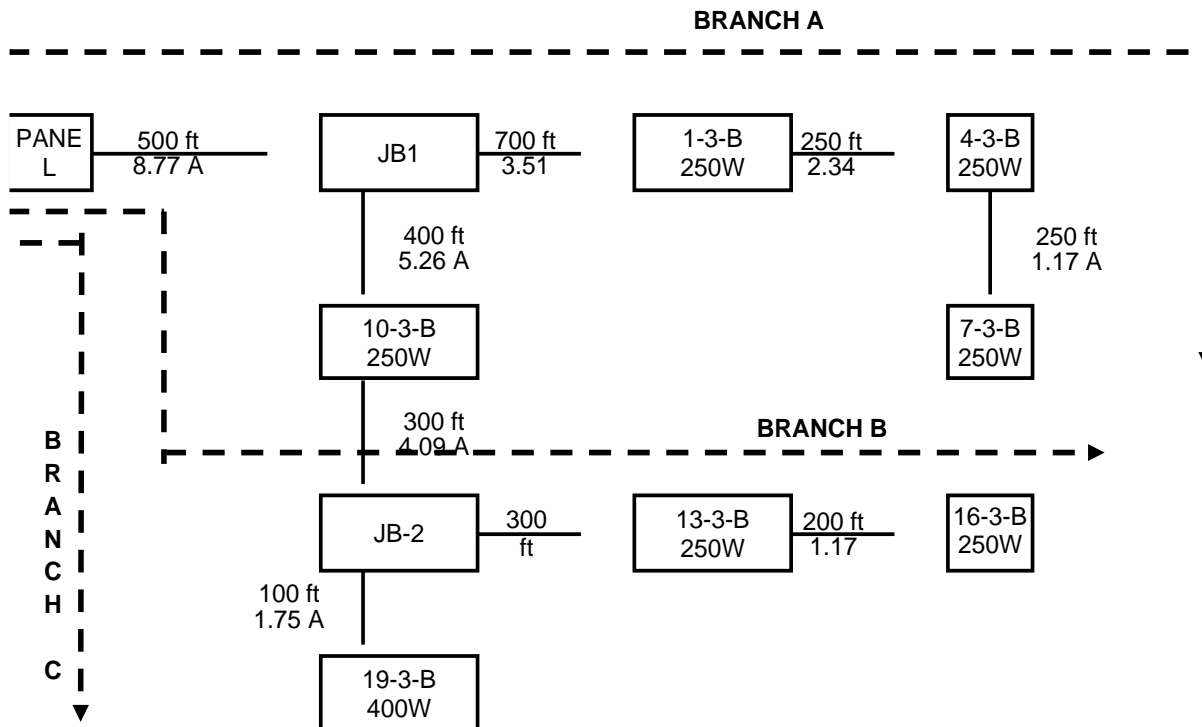 BRANCH A
PANE
L
500 ft
8.77 A
JB1
700 ft
3.51
1-3-B
250W
250 ft
2.34
4-3-B
250W
400 ft
5.26 A
250 ft
1.17 A
10-3-B
250W
7-3-B
250W
300 ft
4.09 A
BRANCH B
B
R
A
N
C
H
C
JB-2
300
ft
13-3-B
250W
200 ft
1.17
16-3-B
250W
100 ft
1.75 A
19-3-B
400W